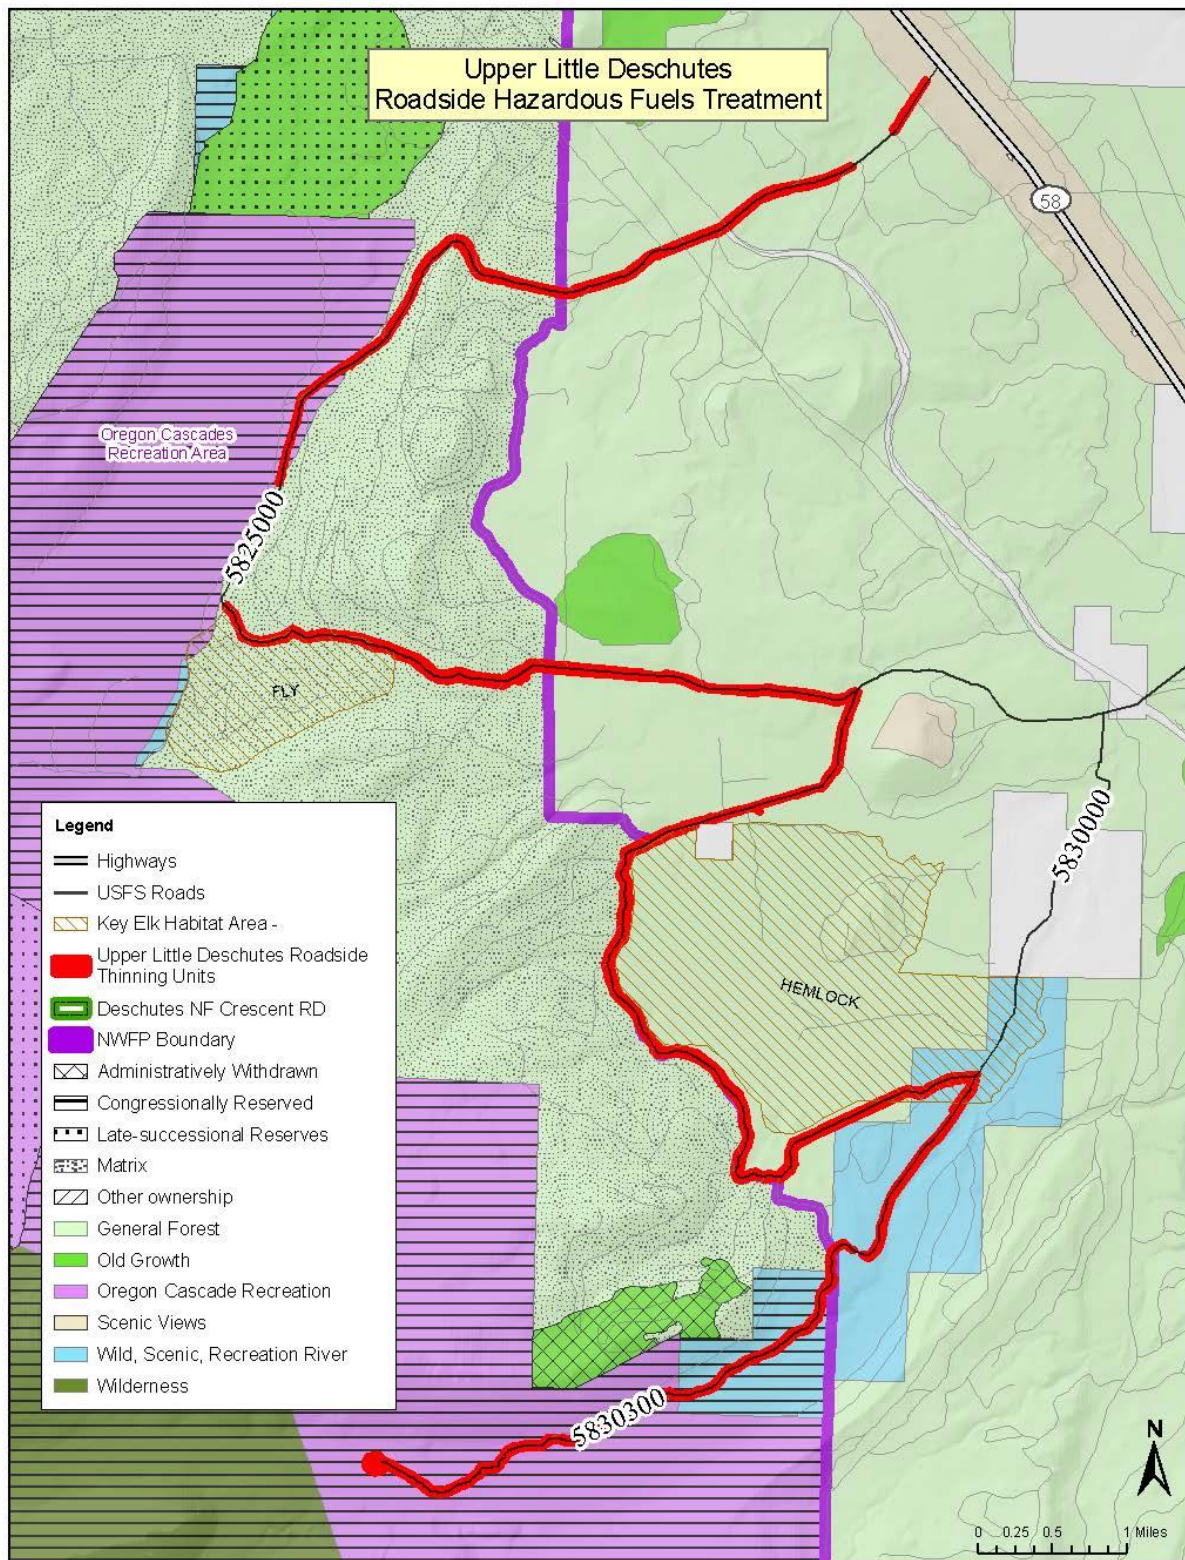 Upper Little Deschutes
Roadside Hazardous Fuels Treatment
58
Oregon Cascades
Recreation Area
5825000
FLY
5830000
HEMLOCK
5830300
Legend
Highways
USFS Roads
Key Elk Habitat Area -
Upper Little Deschutes Roadside
Thinning Units
Deschutes NF Crescent RD
NWFP Boundary
Administratively Withdrawn
Congressionally Reserved
Late-successional Reserves
Matrix
Other ownership
General Forest
Old Growth
Oregon Cascade Recreation
Scenic Views
Wild, Scenic, Recreation River
Wilderness
N
0 0.25 0.5 1 Miles